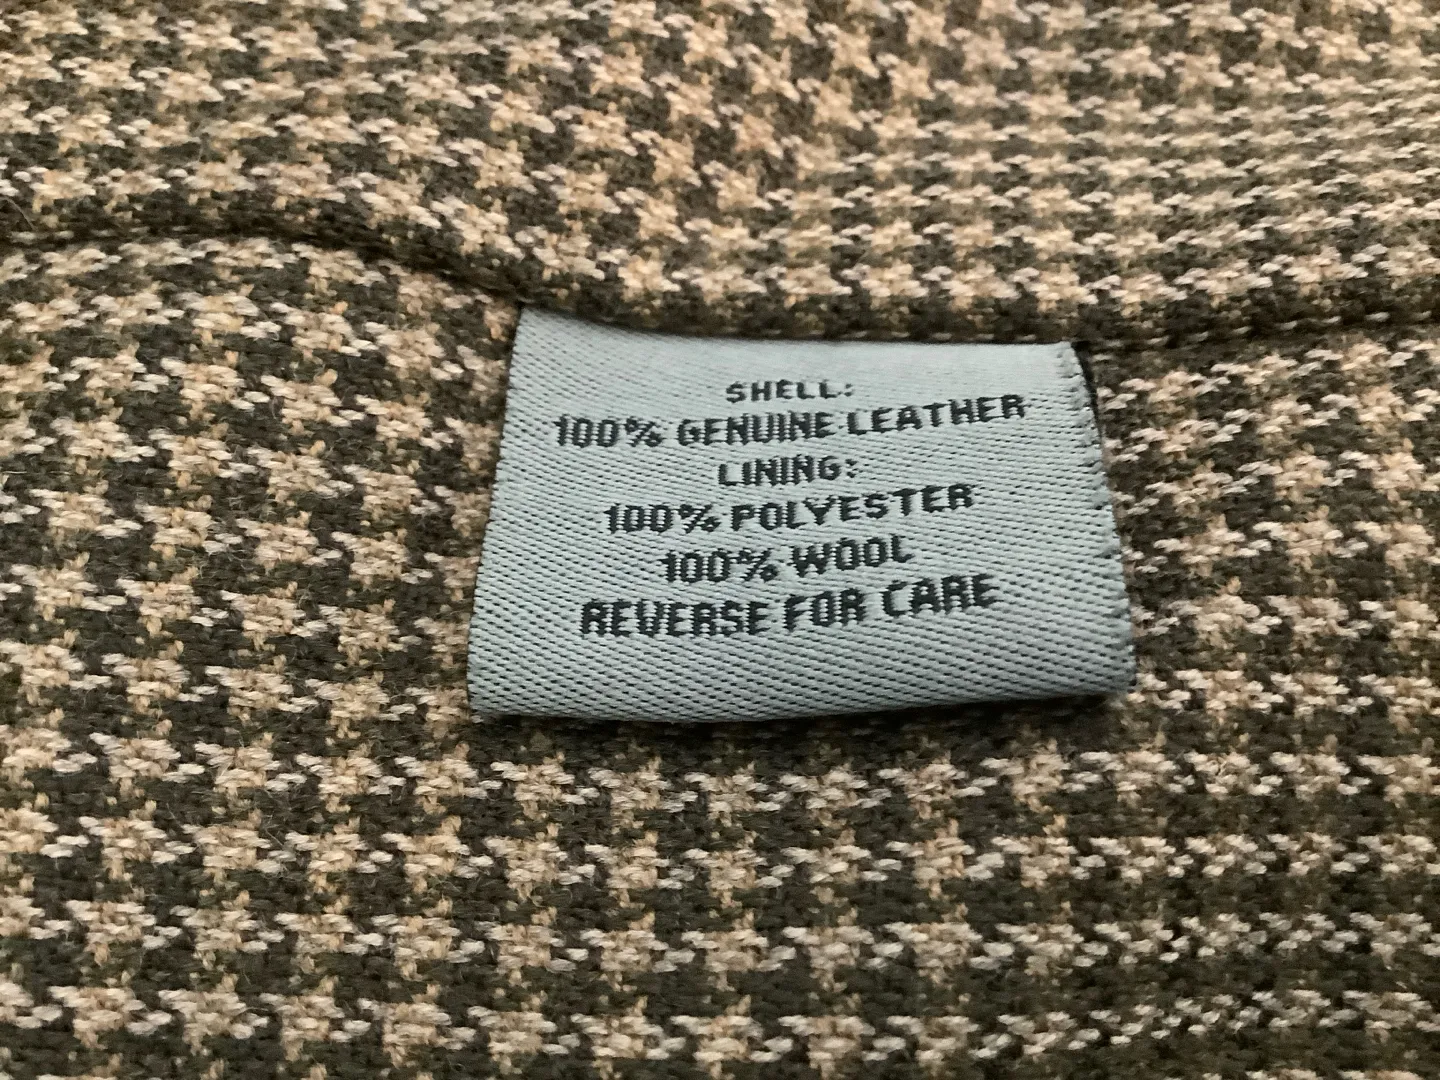 SHELL:
100% GENUINE LEATHER
LINING:
100% POLYESTER
100% WOOL
REVERSE FOR CARE